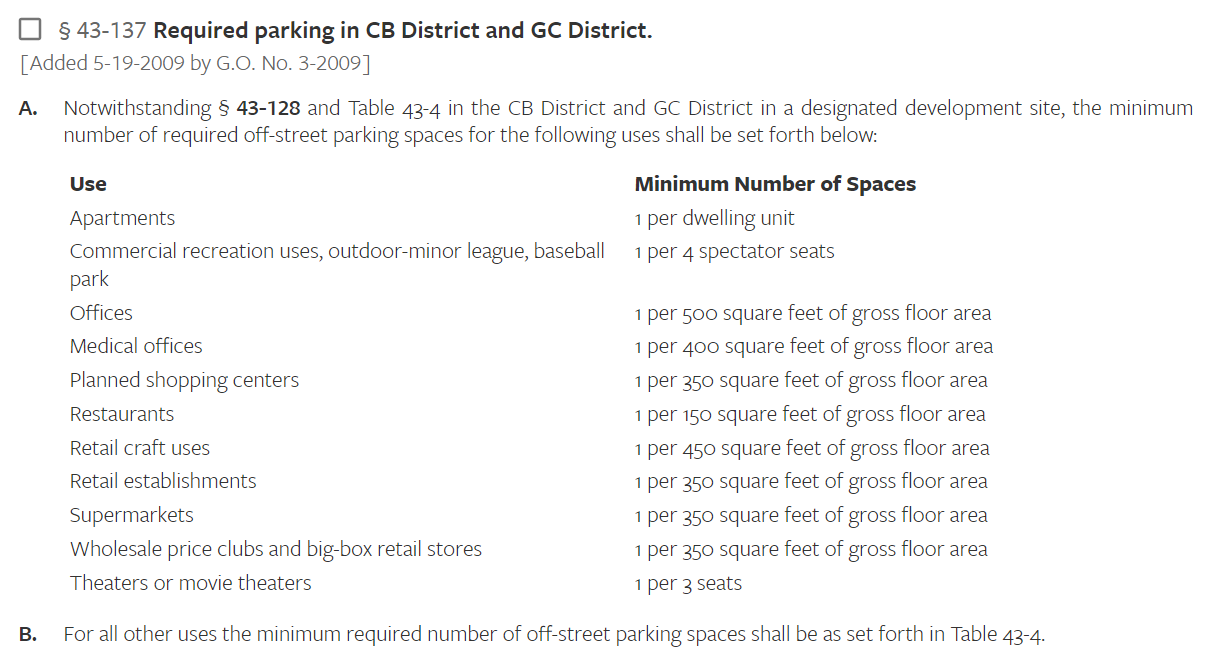 § 43-137 Required parking in CB District and GC District.
[Added 5-19-2009 by G.O. No. 3-2009]
A. Notwithstanding § 43-128 and Table 43-4 in the CB District and GC District in a designated development site, the minimum
number of required off-street parking spaces for the following uses shall be set forth below:
Use Minimum Number of Spaces
Apartments 1 per dwelling unit
Commercial recreation uses, outdoor-minor league, baseball 1 per 4 spectator seats
park
Offices 1 per 500 square feet of gross floor area
Medical offices 1 per 400 square feet of gross floor area
Planned shopping centers 1 per 350 square feet of gross floor area
Restaurants 1 per 150 square feet of gross floor area
Retail craft uses 1 per 450 square feet of gross floor area
Retail establishments 1 per 350 square feet of gross floor area
Supermarkets 1 per 350 square feet of gross floor area
Wholesale price clubs and big-box retail stores 1 per 350 square feet of gross floor area
Theaters or movie theaters 1 per 3 seats
B. For all other uses the minimum required number of off-street parking spaces shall be as set forth in Table 43-4.